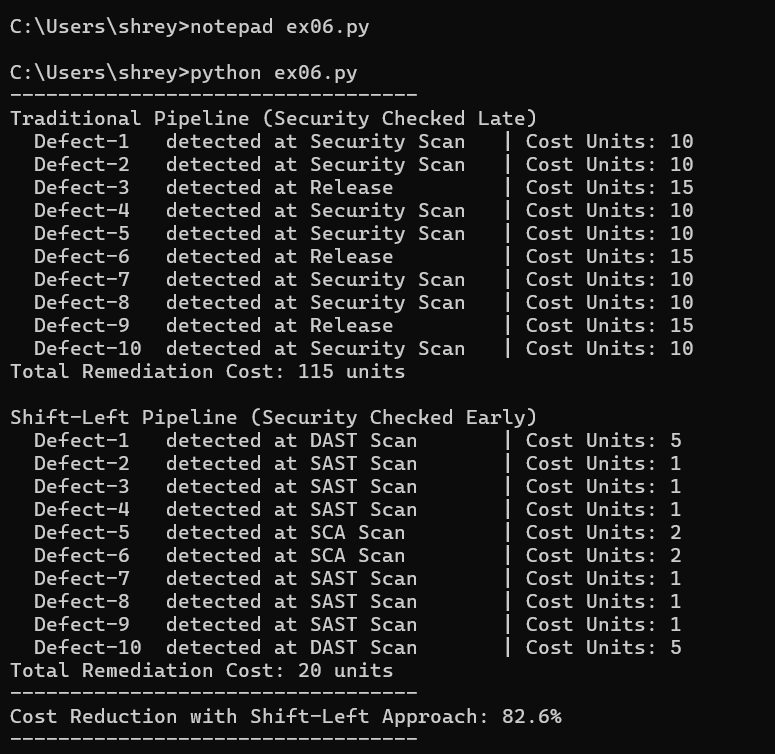 C:\Users\shrey>notepad ex06.py
C:\Users\shrey>python ex06.py
----------------------------------
Traditional Pipeline (Security Checked Late)
  Defect-1   detected at Security Scan   | Cost Units: 10
  Defect-2   detected at Security Scan   | Cost Units: 10
  Defect-3   detected at Release         | Cost Units: 15
  Defect-4   detected at Security Scan   | Cost Units: 10
  Defect-5   detected at Security Scan   | Cost Units: 10
  Defect-6   detected at Release         | Cost Units: 15
  Defect-7   detected at Security Scan   | Cost Units: 10
  Defect-8   detected at Security Scan   | Cost Units: 10
  Defect-9   detected at Release         | Cost Units: 15
  Defect-10  detected at Security Scan   | Cost Units: 10
Total Remediation Cost: 115 units
Shift-Left Pipeline (Security Checked Early)
  Defect-1   detected at DAST Scan       | Cost Units: 5
  Defect-2   detected at SAST Scan       | Cost Units: 1
  Defect-3   detected at SAST Scan       | Cost Units: 1
  Defect-4   detected at SAST Scan       | Cost Units: 1
  Defect-5   detected at SCA Scan        | Cost Units: 2
  Defect-6   detected at SCA Scan        | Cost Units: 2
  Defect-7   detected at SAST Scan       | Cost Units: 1
  Defect-8   detected at SAST Scan       | Cost Units: 1
  Defect-9   detected at SAST Scan       | Cost Units: 1
  Defect-10  detected at DAST Scan       | Cost Units: 5
Total Remediation Cost: 20 units
----------------------------------
Cost Reduction with Shift-Left Approach: 82.6%
----------------------------------